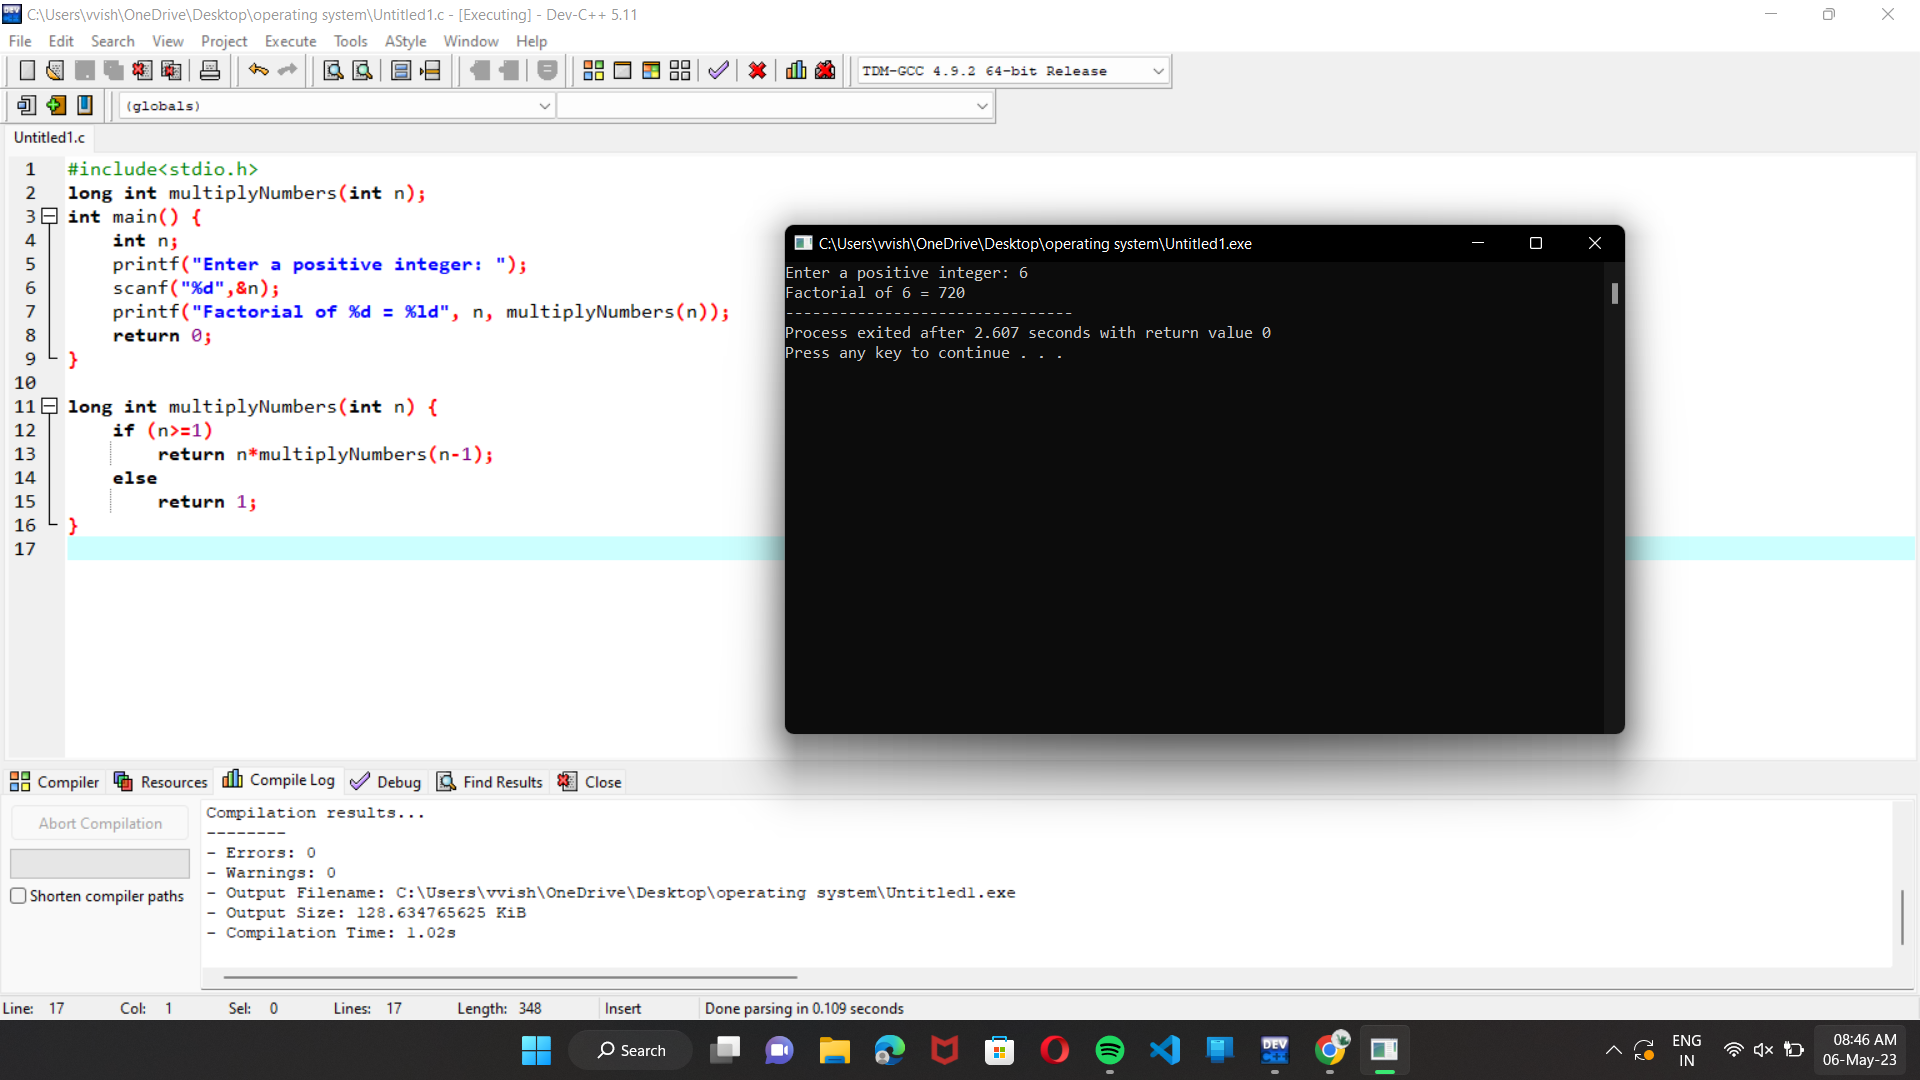 C:\Users\vvish\OneDrive\Desktop\operating system\Untitled1.c - [Executing] - Dev-C++ 5.11
File Edit Search View Project Execute Tools AStyle Window Help
TDM-GCC 4.9.2 64-bit Release
(globals)
Untitled1.c
1 #include<stdio.h>
2 long int multiplyNumbers(int n);
3 int main() {
4     int n;
5     printf("Enter a positive integer: ");
6     scanf("%d",&n);
7     printf("Factorial of %d = %ld", n, multiplyNumbers(n));
8     return 0;
9 }
10
11 long int multiplyNumbers(int n) {
12     if (n>=1)
13         return n*multiplyNumbers(n-1);
14     else
15         return 1;
16 }
17
C:\Users\vvish\OneDrive\Desktop\operating system\Untitled1.exe
Enter a positive integer: 6
Factorial of 6 = 720
--------------------------------
Process exited after 2.607 seconds with return value 0
Press any key to continue . . .
Compiler Resources Compile Log Debug Find Results Close
Abort Compilation
Shorten compiler paths
Compilation results...
--------
- Errors: 0
- Warnings: 0
- Output Filename: C:\Users\vvish\OneDrive\Desktop\operating system\Untitled1.exe
- Output Size: 128.634765625 KiB
- Compilation Time: 1.02s
Line: 17 Col: 1 Sel: 0 Lines: 17 Length: 348 Insert Done parsing in 0.109 seconds
Search
DEV C++
ENG
IN
08:46 AM
06-May-23